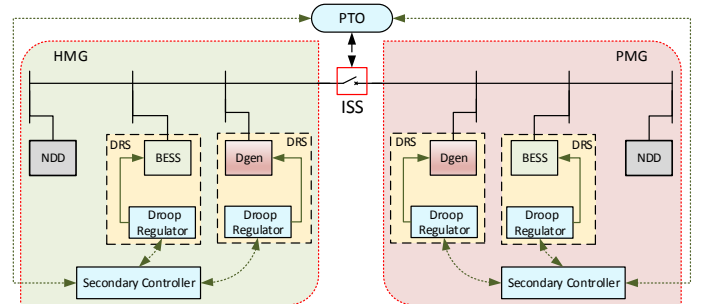 PTO
HMG
PMG
ISS
NDD
DRS
BESS
Dgen
DRS
DRS
Dgen
BESS
DRS
NDD
Droop
Regulator
Droop
Regulator
Droop
Regulator
Droop
Regulator
Secondary Controller
Secondary Controller